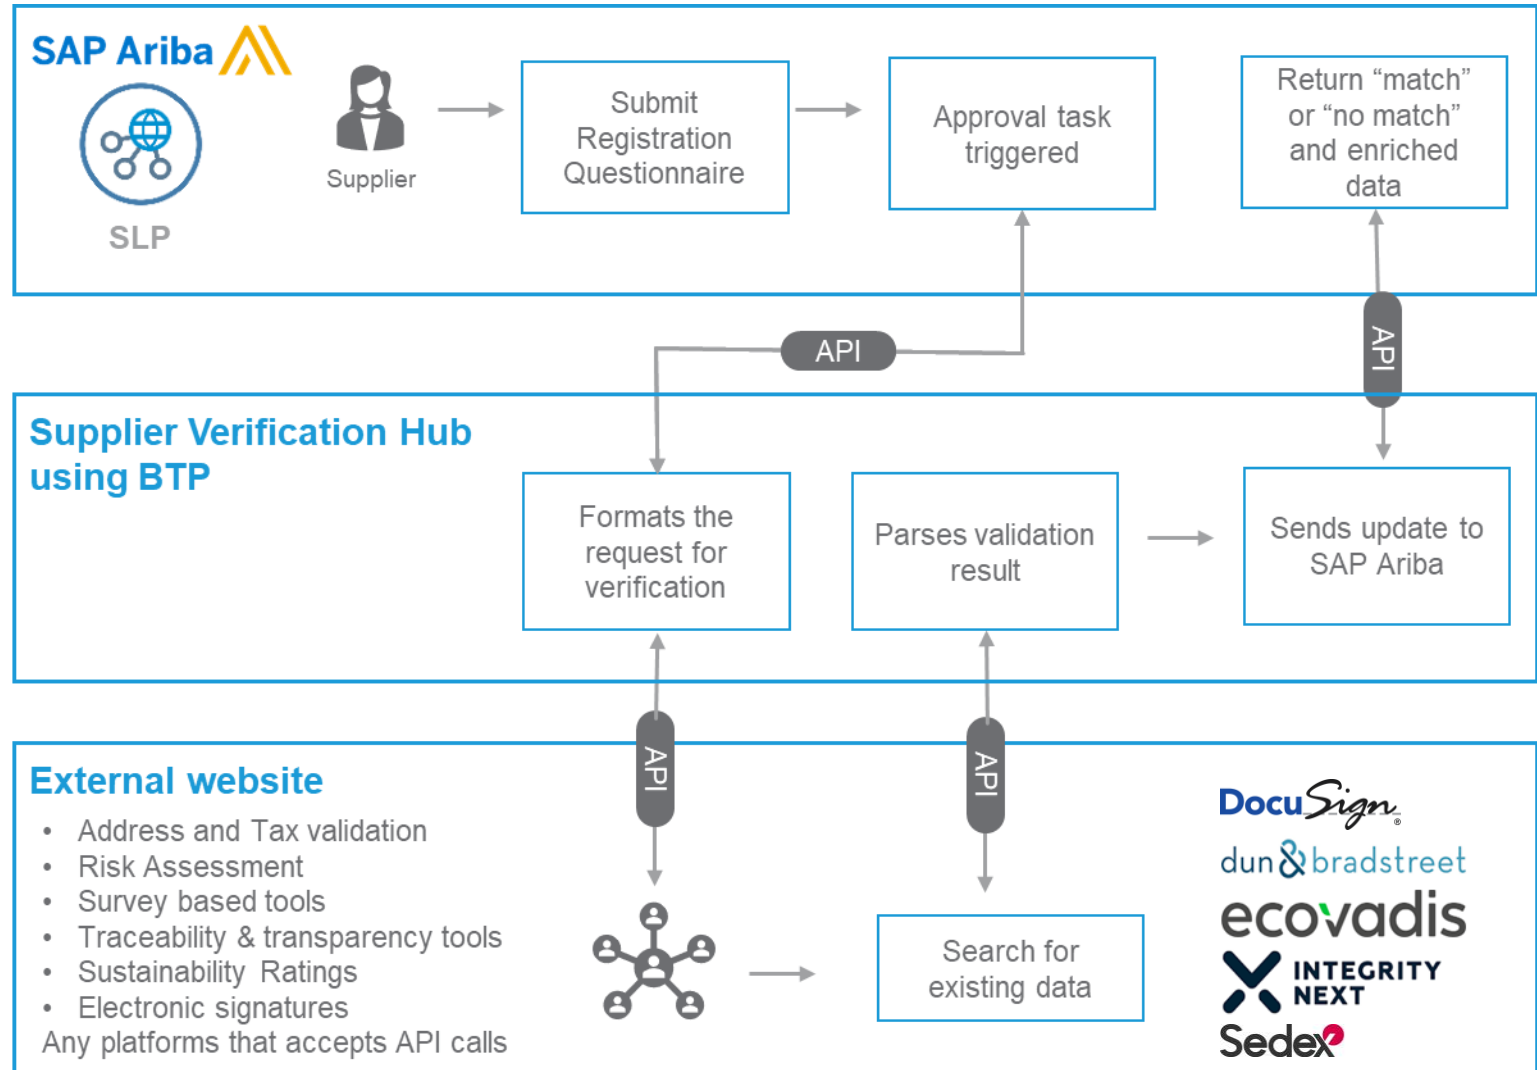 SAP Ariba
SLP
Supplier
Submit
Registration
Questionnaire
Approval task
triggered
Return “match”
or “no match”
and enriched
data
API
API
Supplier Verification Hub
using BTP
Formats the
request for
verification
Parses validation
result
Sends update to
SAP Ariba
API
API
External website
• Address and Tax validation
• Risk Assessment
• Survey based tools
• Traceability & transparency tools
• Sustainability Ratings
• Electronic signatures
Any platforms that accepts API calls
Search for
existing data
DocuSign®
dun & bradstreet
ecovadis
INTEGRITY
NEXT
Sedex